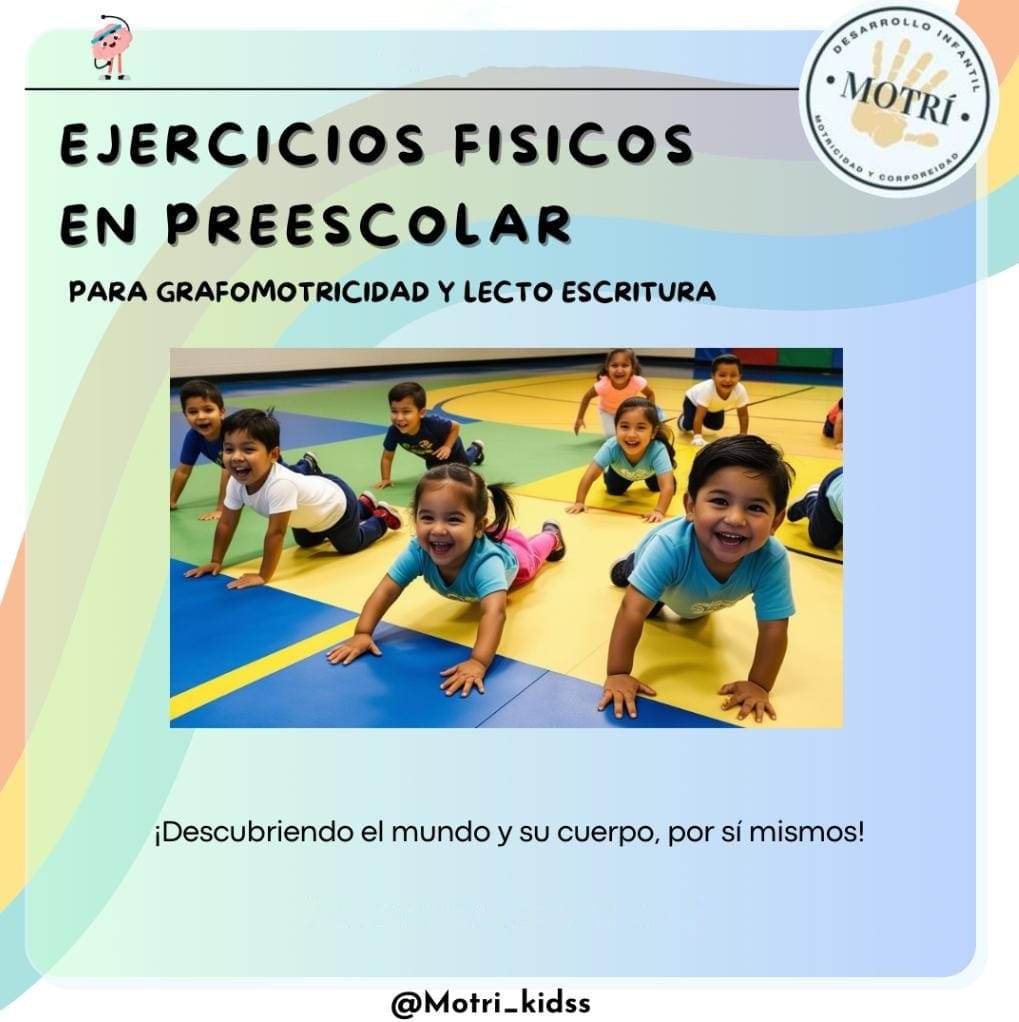 EJERCICIOS FISICOS
EN PREESCOLAR
PARA GRAFOMOTRICIDAD Y LECTO ESCRITURA
DESARROLLO INFANTIL
MOTRÍ
MOTRICIDAD Y CORPOREIDAD
¡Descubriendo el mundo y su cuerpo, por sí mismos!
@Motri_kidss